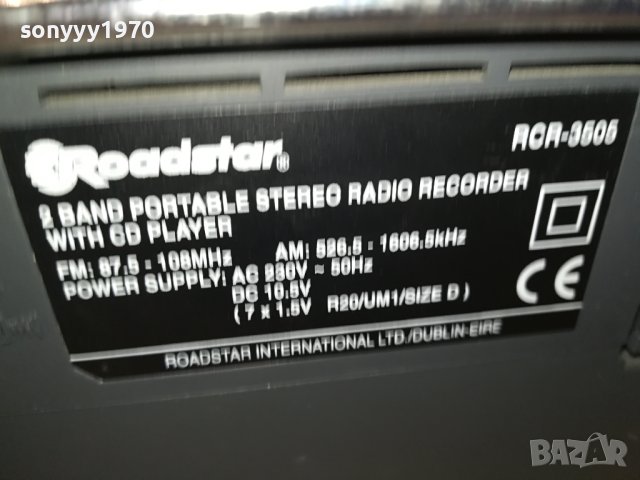 sonyyy1970
Roadstar ®
RCR-3505
2 BAND PORTABLE STEREO RADIO RECORDER
WITH CD PLAYER
FM: 87.5 - 108MHz AM: 526.5 - 1606.5kHz
POWER SUPPLY: AC 230V ~ 50Hz
DC 10.5V
( 7 x 1.5V R20/UM1/SIZE D )
CE
ROADSTAR INTERNATIONAL LTD./DUBLIN-EIRE
BAZAR